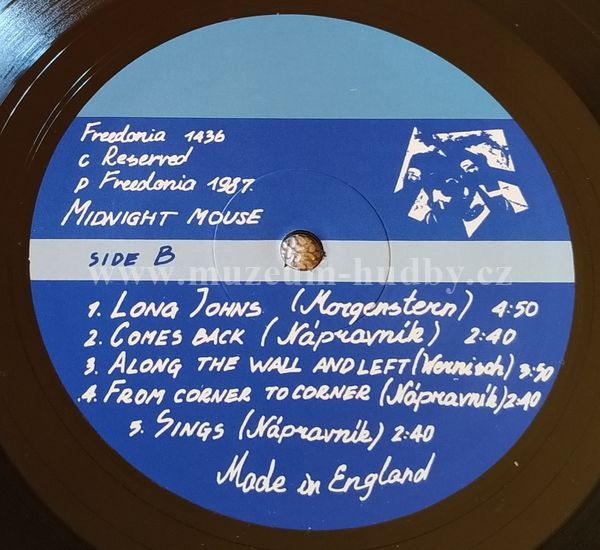 Freedonia 1436
C Reserved
P Freedonia 1987.
MIDNIGHT MOUSE
SIDE B
www.muzeum-hudby.cz
1. LONG JOHNS (Morgenstern) 4:50
2. COMES BACK (Nápravník) 2:40
3. ALONG THE WALL AND LEFT (Wernisch) 3:50
4. FROM CORNER TO CORNER (Nápravník) 2:40
5. SINGS (Nápravník) 2:40
Made in England